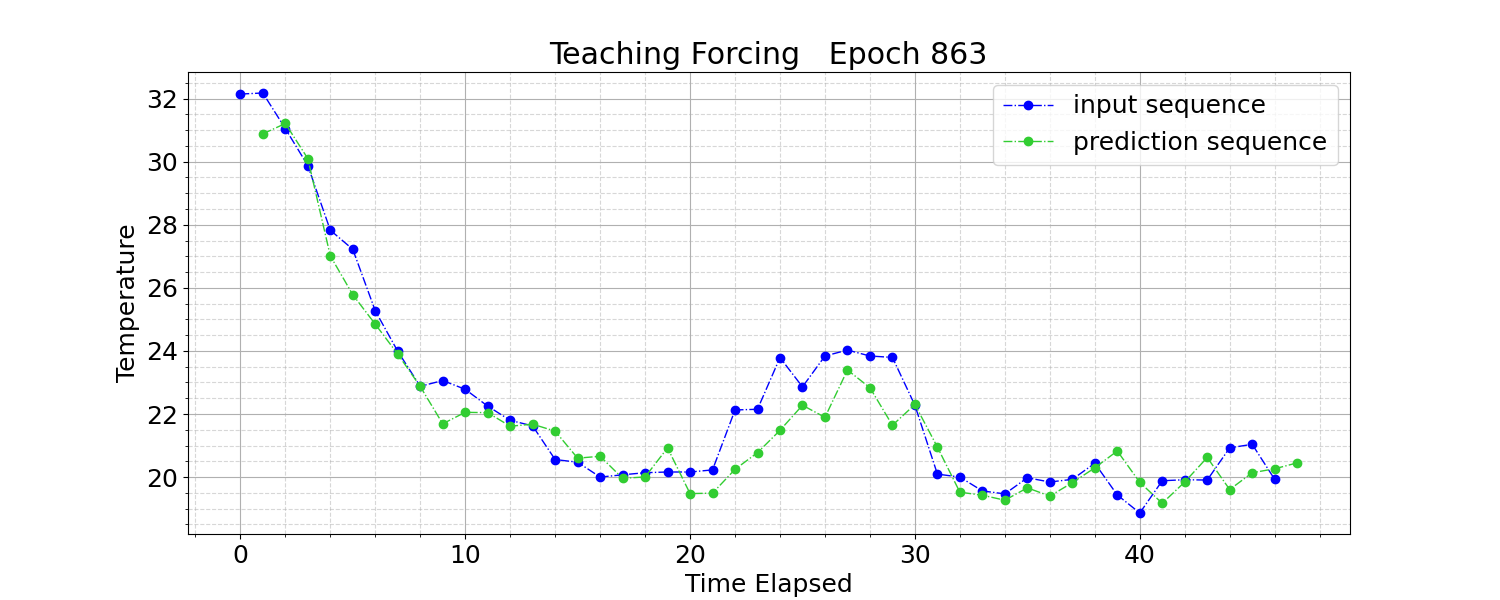 Teaching Forcing   Epoch 863
input sequence
prediction sequence
Temperature
32
30
28
26
24
22
20
0 10 20 30 40
Time Elapsed